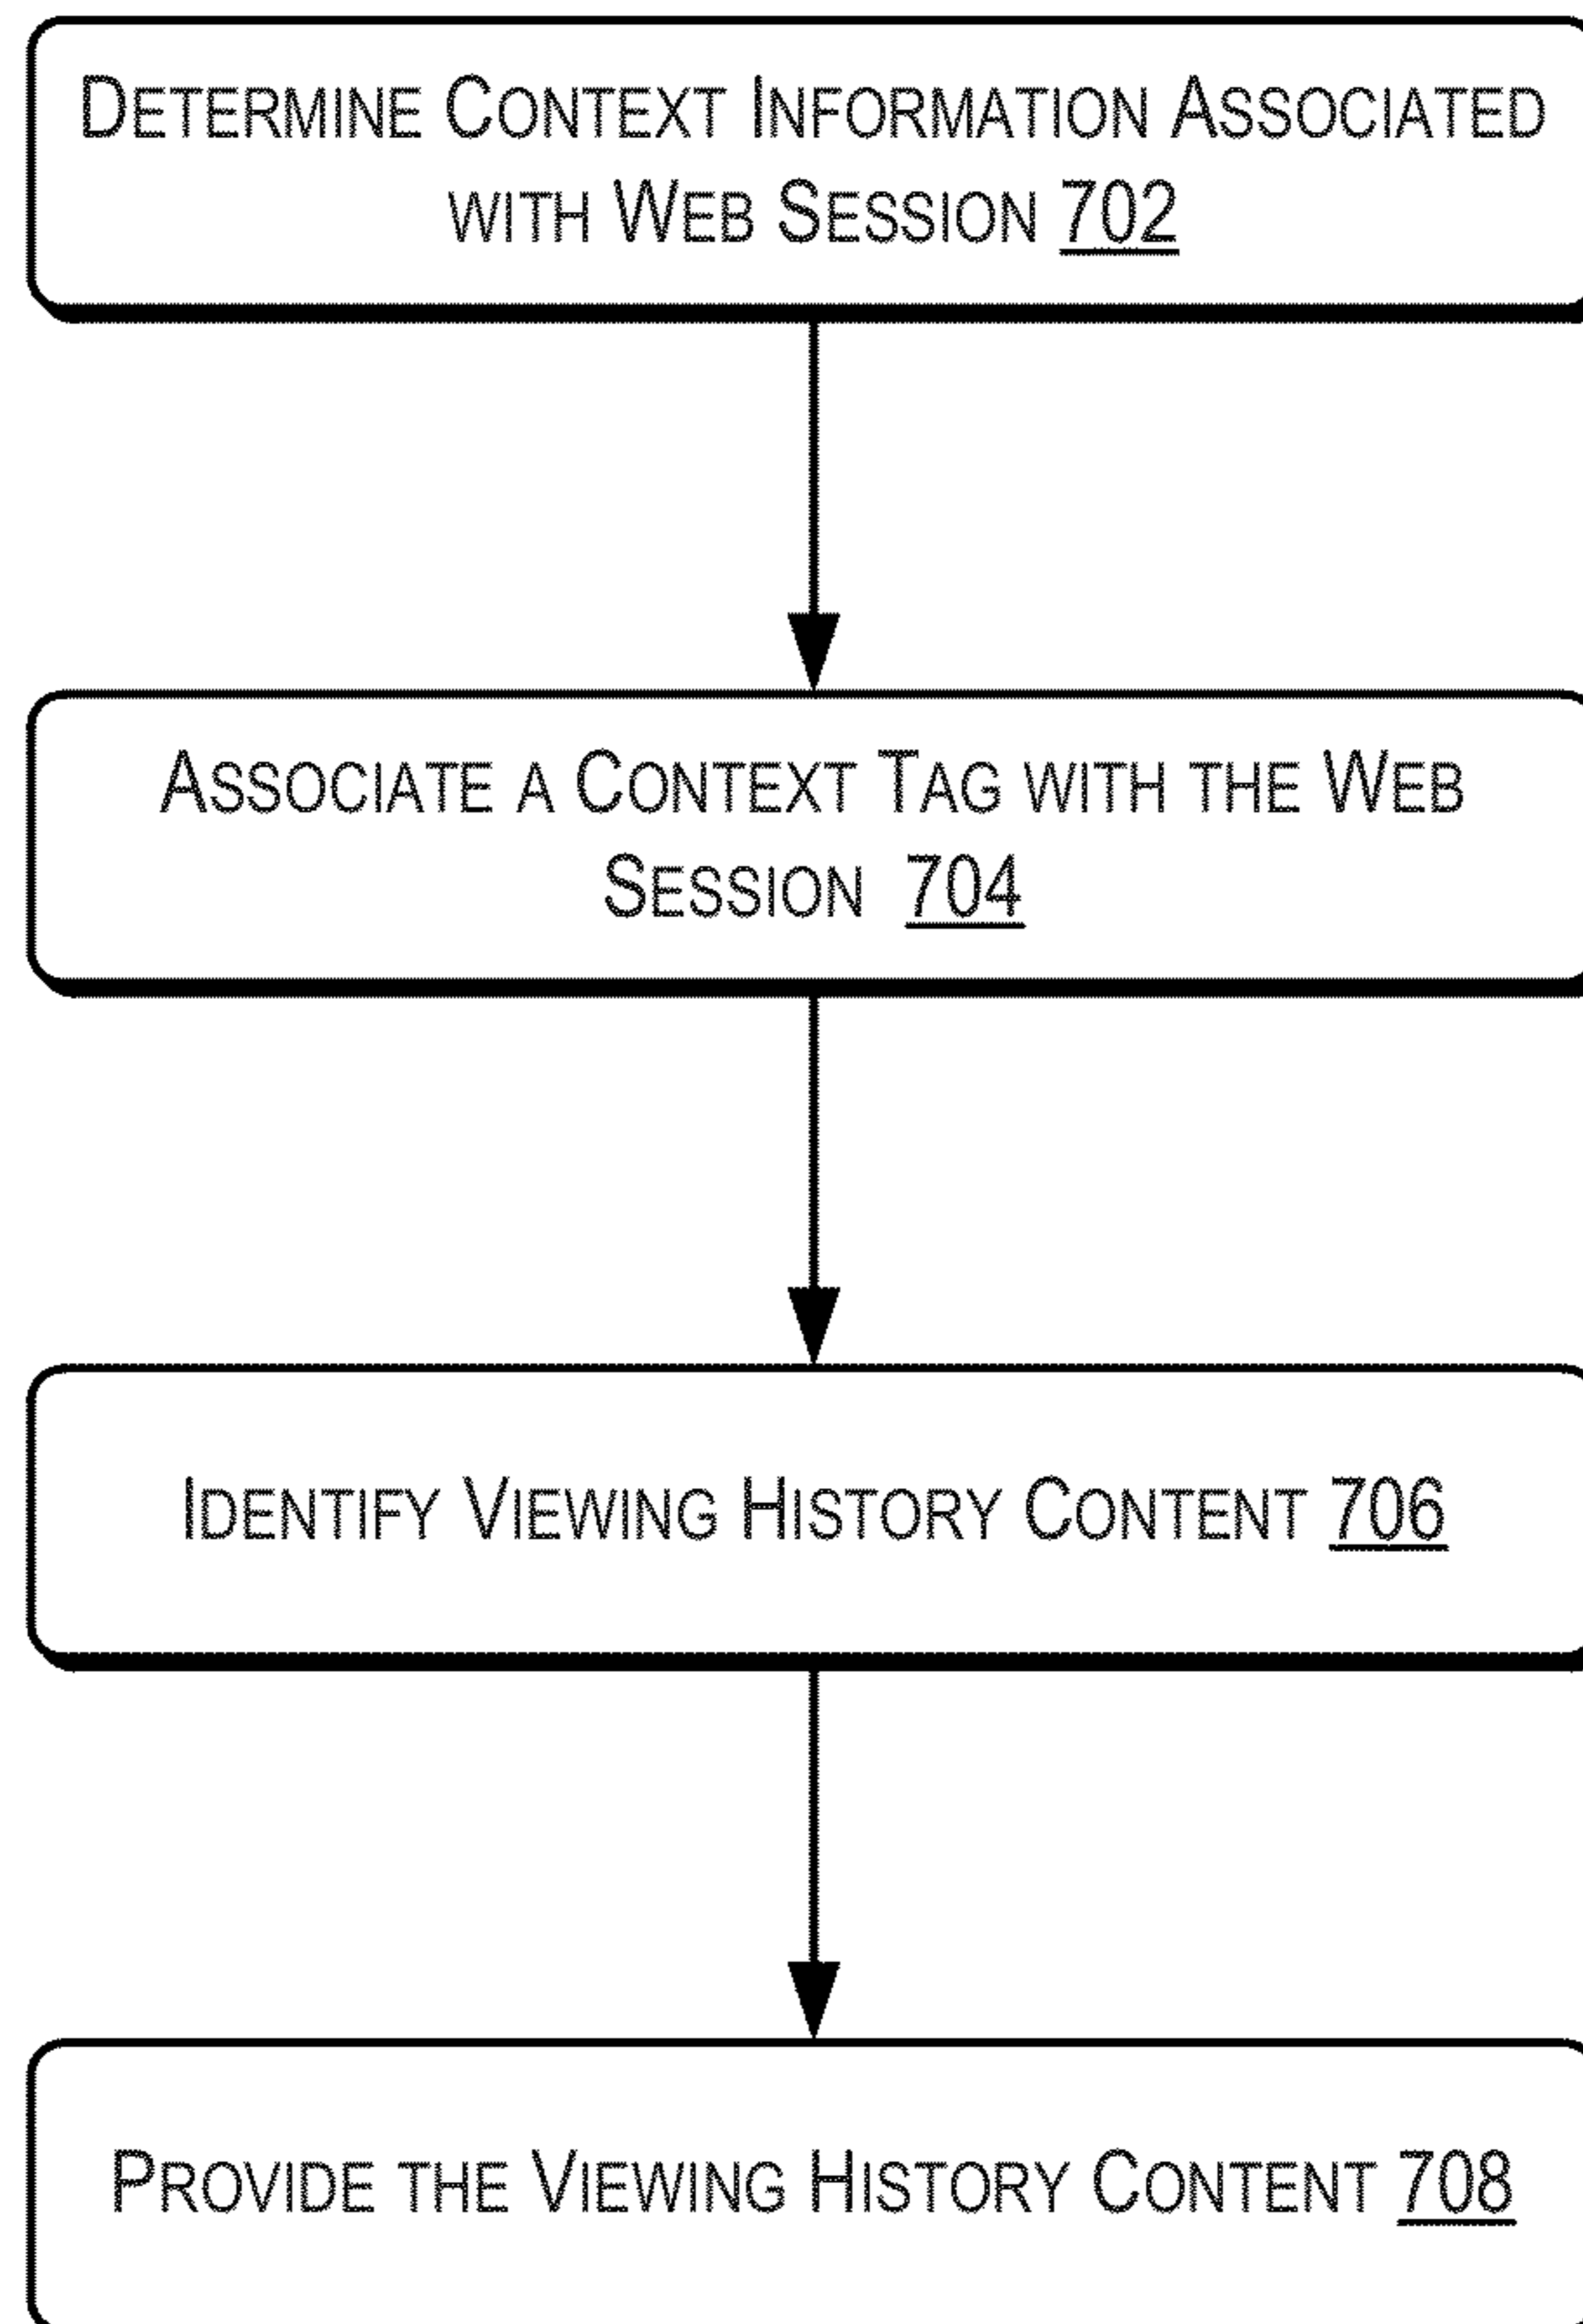 DETERMINE CONTEXT INFORMATION ASSOCIATED
WITH WEB SESSION 702
ASSOCIATE A CONTEXT TAG WITH THE WEB
SESSION 704
IDENTIFY VIEWING HISTORY CONTENT 706
PROVIDE THE VIEWING HISTORY CONTENT 708